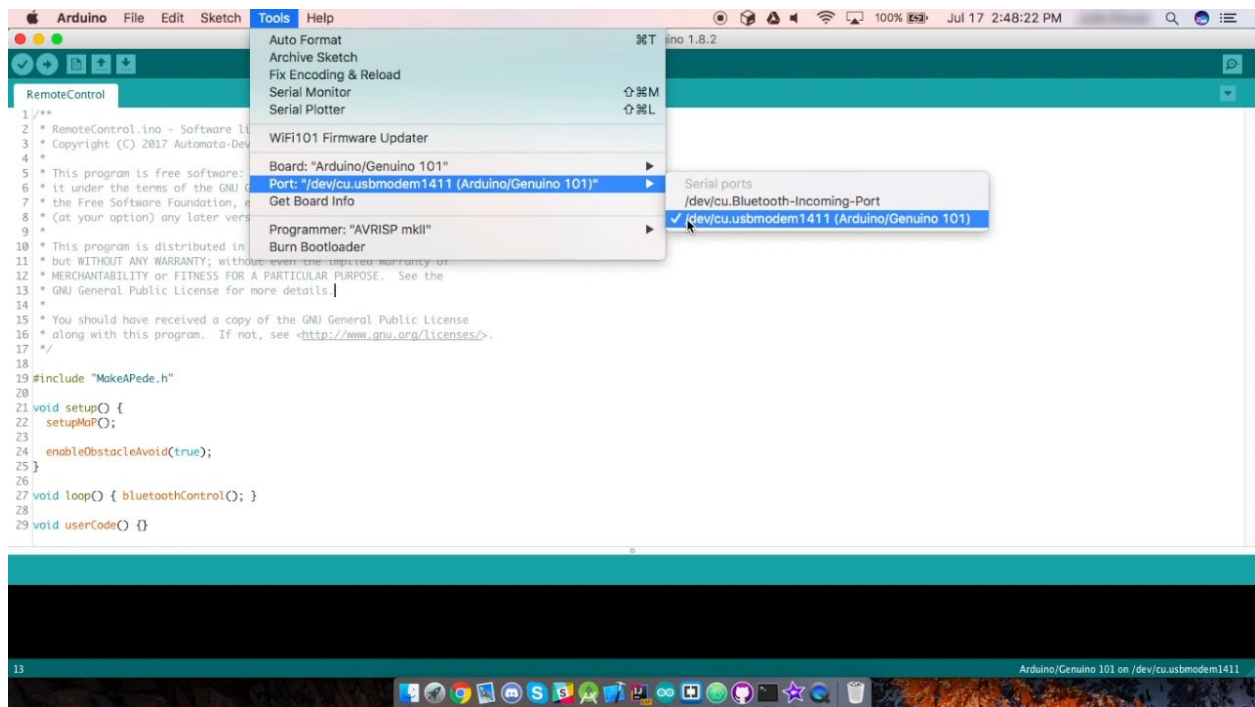 Arduino File Edit Sketch Tools Help 100% Jul 17 2:48:22 PM
ino 1.8.2
Auto Format ⌘T
Archive Sketch
Fix Encoding & Reload
Serial Monitor ⇧⌘M
Serial Plotter ⇧⌘L
WiFi101 Firmware Updater
Board: "Arduino/Genuino 101"
Port: "/dev/cu.usbmodem1411 (Arduino/Genuino 101)"
Get Board Info
Programmer: "AVRISP mkII"
Burn Bootloader
Serial ports
/dev/cu.Bluetooth-Incoming-Port
✓ /dev/cu.usbmodem1411 (Arduino/Genuino 101)
RemoteControl
1 /**
2 * RemoteControl.ino - Software li
3 * Copyright (C) 2017 Automata-Dev
4 *
5 * This program is free software:
6 * it under the terms of the GNU G
7 * the Free Software Foundation, e
8 * (at your option) any later vers
9 *
10 * This program is distributed in
11 * but WITHOUT ANY WARRANTY; without even the implied warranty of
12 * MERCHANTABILITY or FITNESS FOR A PARTICULAR PURPOSE. See the
13 * GNU General Public License for more details.
14 *
15 * You should have received a copy of the GNU General Public License
16 * along with this program. If not, see <http://www.gnu.org/licenses/>.
17 */
18
19 #include "MakeAPede.h"
20
21 void setup() {
22 setupMaP();
23
24 enableObstacleAvoid(true);
25 }
26
27 void loop() { bluetoothControl(); }
28
29 void userCode() {}
13 Arduino/Genuino 101 on /dev/cu.usbmodem1411